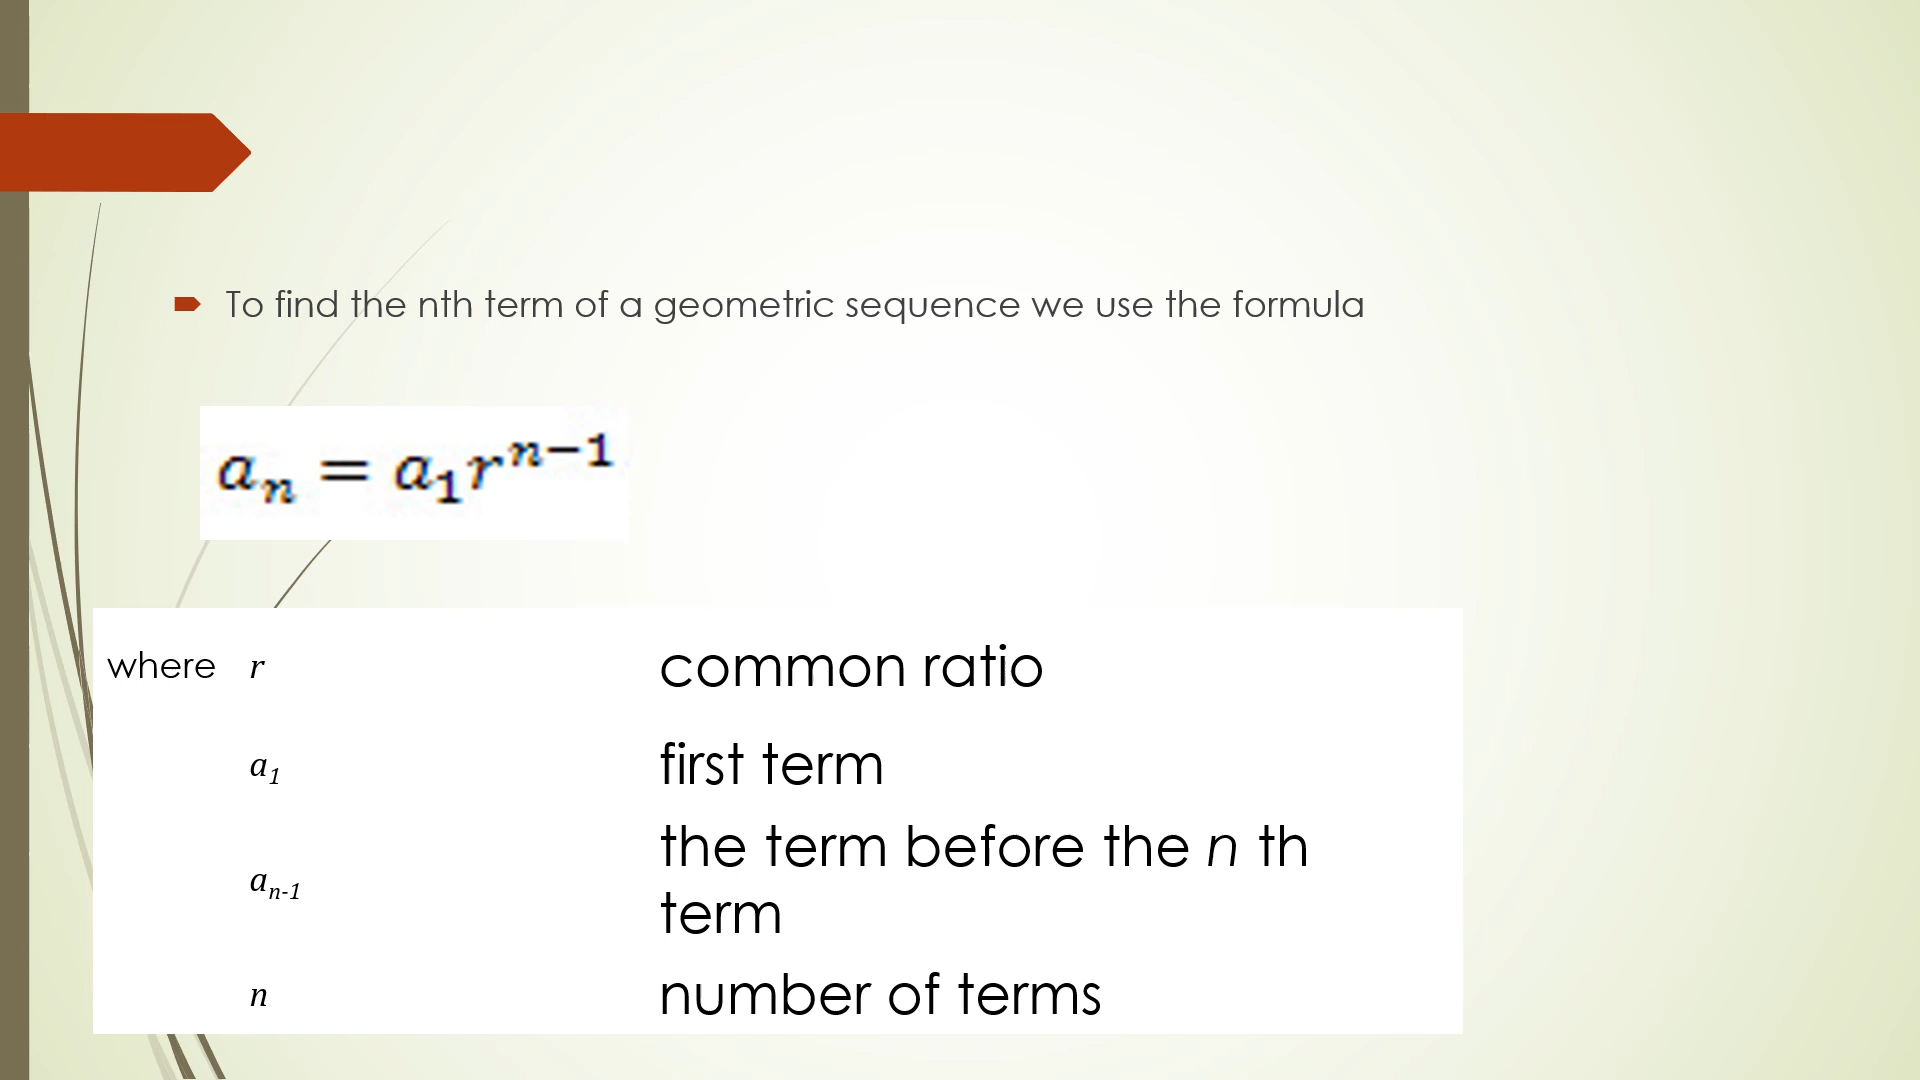 To find the nth term of a geometric sequence we use the formula
aₙ = a₁rⁿ⁻¹
where r common ratio
a₁ first term
aₙ₋₁ the term before the n th
term
n number of terms